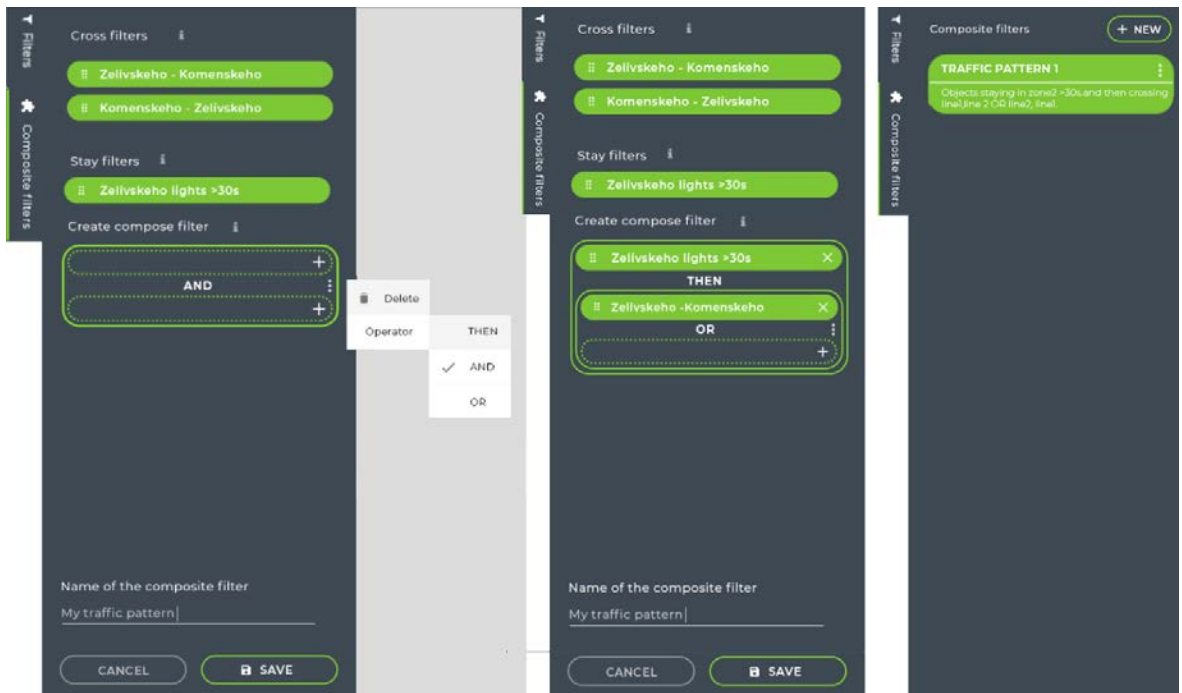 Filters
Composite filters
Cross filters i
Zelivskeho - Komenskeho
Komenskeho - Zelivskeho
Stay filters i
Zelivskeho lights >30s
Create compose filter i
+
AND
+
Delete
Operator
THEN
AND
OR
Name of the composite filter
My traffic pattern
CANCEL
SAVE
Filters
Composite filters
Cross filters i
Zelivskeho - Komenskeho
Komenskeho - Zelivskeho
Stay filters i
Zelivskeho lights >30s
Create compose filter i
Zelivskeho lights >30s ×
THEN
Zelivskeho -Komenskeho ×
OR
+
Name of the composite filter
My traffic pattern
CANCEL
SAVE
Filters
Composite filters
Composite filters
+ NEW
TRAFFIC PATTERN 1
Objects staying in zone2 >30s.and then crossing
line1,line 2 OR line2, line1.